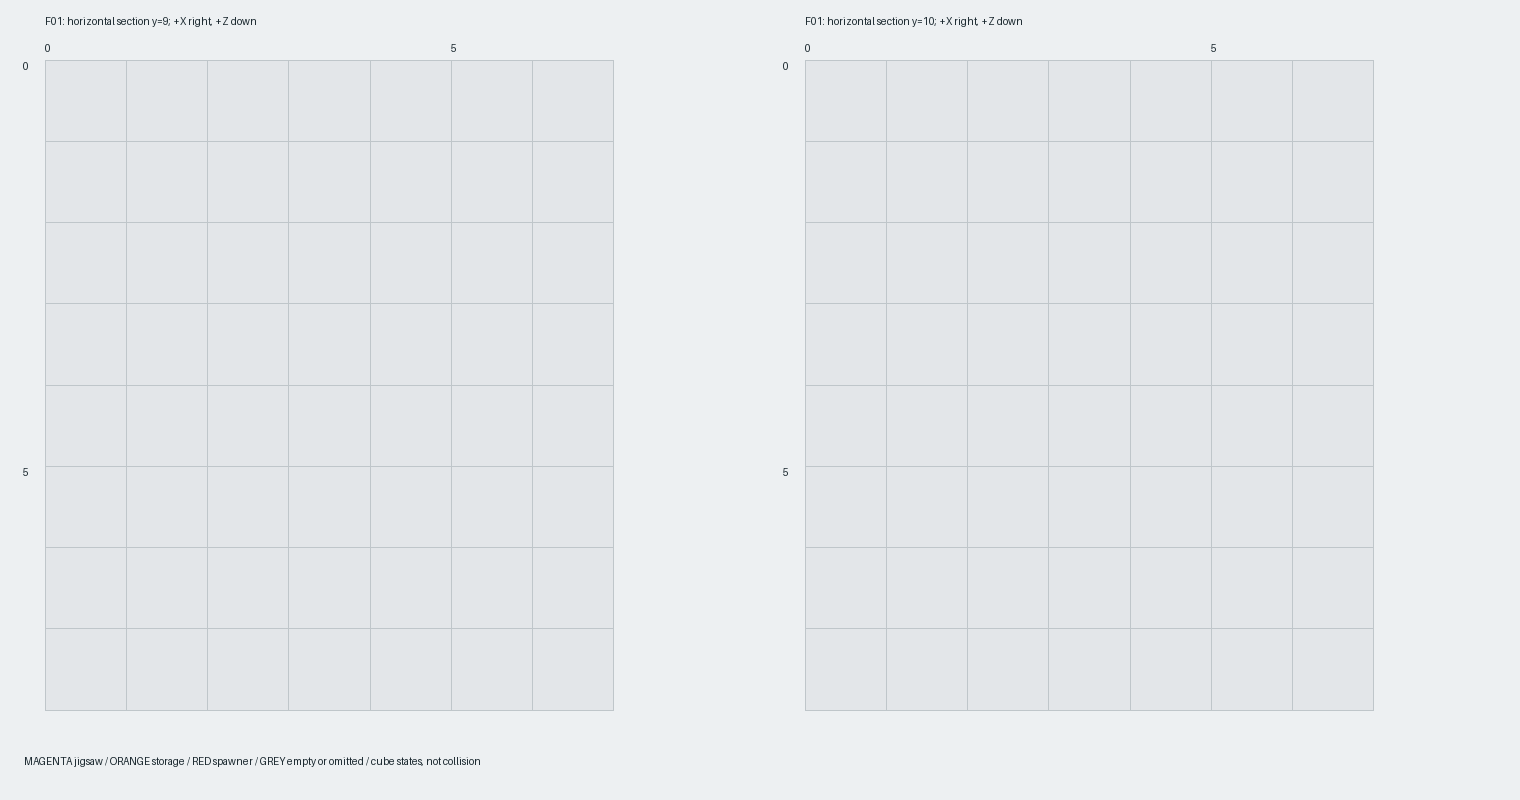 F01: horizontal section y=9; +X right, +Z down
F01: horizontal section y=10; +X right, +Z down
0 5
0 5
0
0
5
5
MAGENTA jigsaw / ORANGE storage / RED spawner / GREY empty or omitted / cube states, not collision